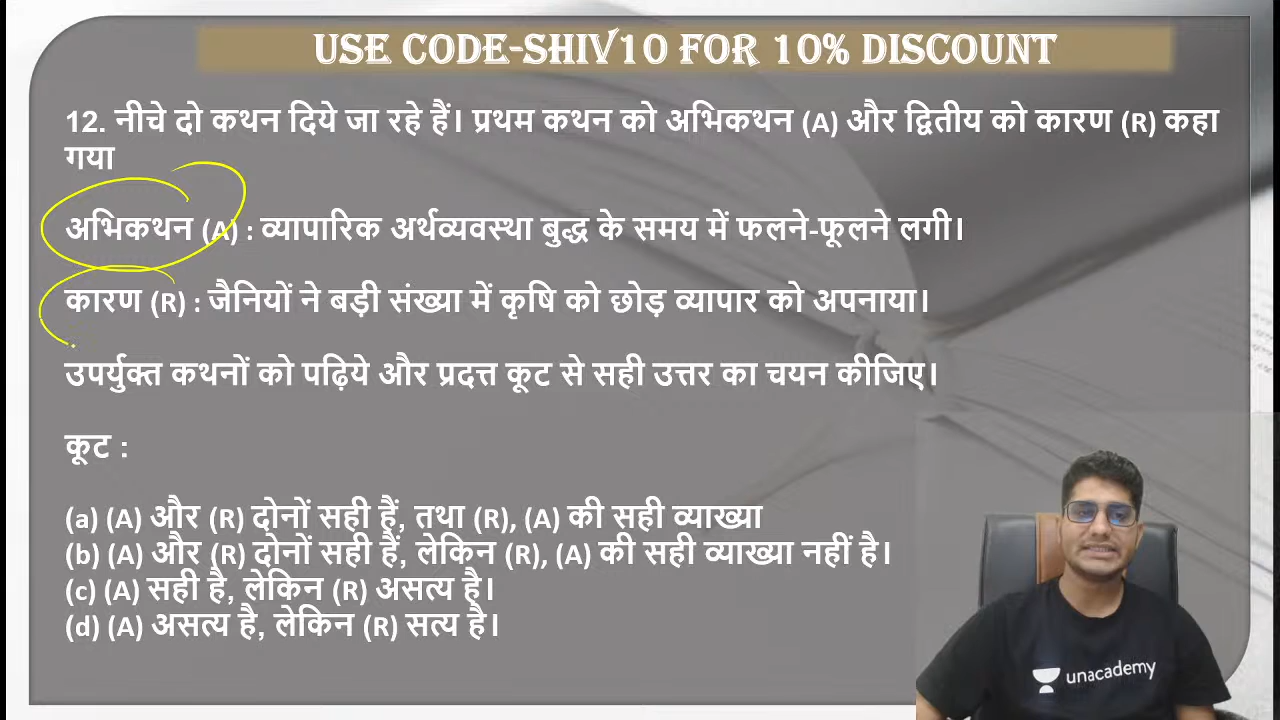 USE CODE-SHIV10 FOR 10% DISCOUNT
12. नीचे दो कथन दिये जा रहे हैं। प्रथम कथन को अभिकथन (A) और द्वितीय को कारण (R) कहा
गया
अभिकथन (A) : व्यापारिक अर्थव्यवस्था बुद्ध के समय में फलने-फूलने लगी।
कारण (R) : जैनियों ने बड़ी संख्या में कृषि को छोड़ व्यापार को अपनाया।
उपर्युक्त कथनों को पढ़िये और प्रदत्त कूट से सही उत्तर का चयन कीजिए।
कूट :
(a) (A) और (R) दोनों सही हैं, तथा (R), (A) की सही व्याख्या
(b) (A) और (R) दोनों सही हैं, लेकिन (R), (A) की सही व्याख्या नहीं है।
(c) (A) सही है, लेकिन (R) असत्य है।
(d) (A) असत्य है, लेकिन (R) सत्य है।
unacademy